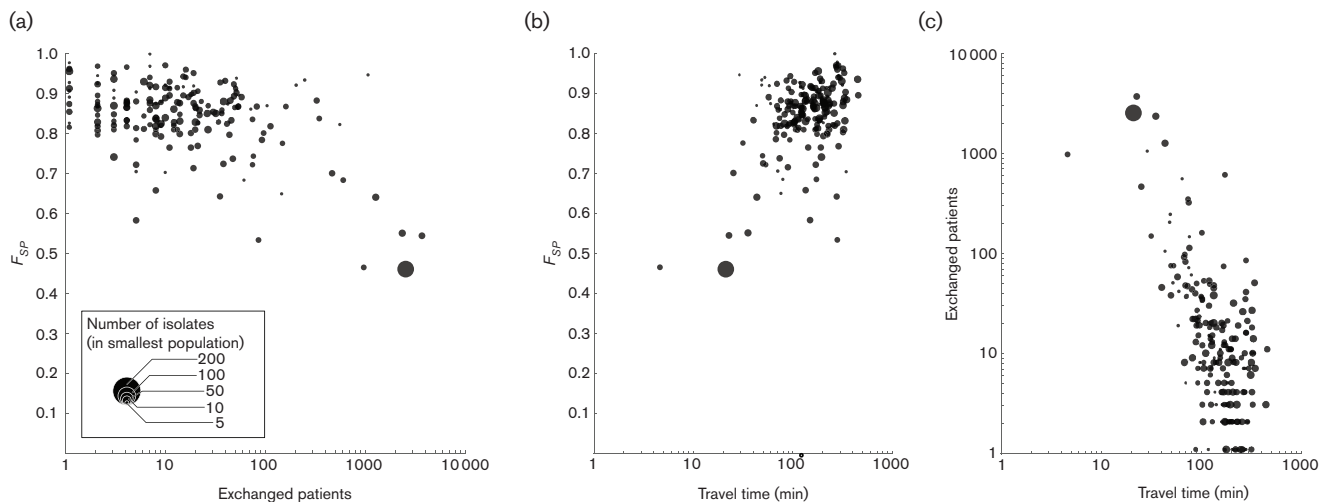 (a)
1.0
0.9
0.8
0.7
0.6
0.5
0.4
0.3
0.2
0.1
F_SP
Number of isolates
(in smallest population)
200
100
50
10
5
1 10 100 1000 10 000
Exchanged patients
(b)
1.0
0.9
0.8
0.7
0.6
0.5
0.4
0.3
0.2
0.1
F_SP
1 10 100 1000
Travel time (min)
(c)
10 000
1000
100
10
1
Exchanged patients
1 10 100 1000
Travel time (min)